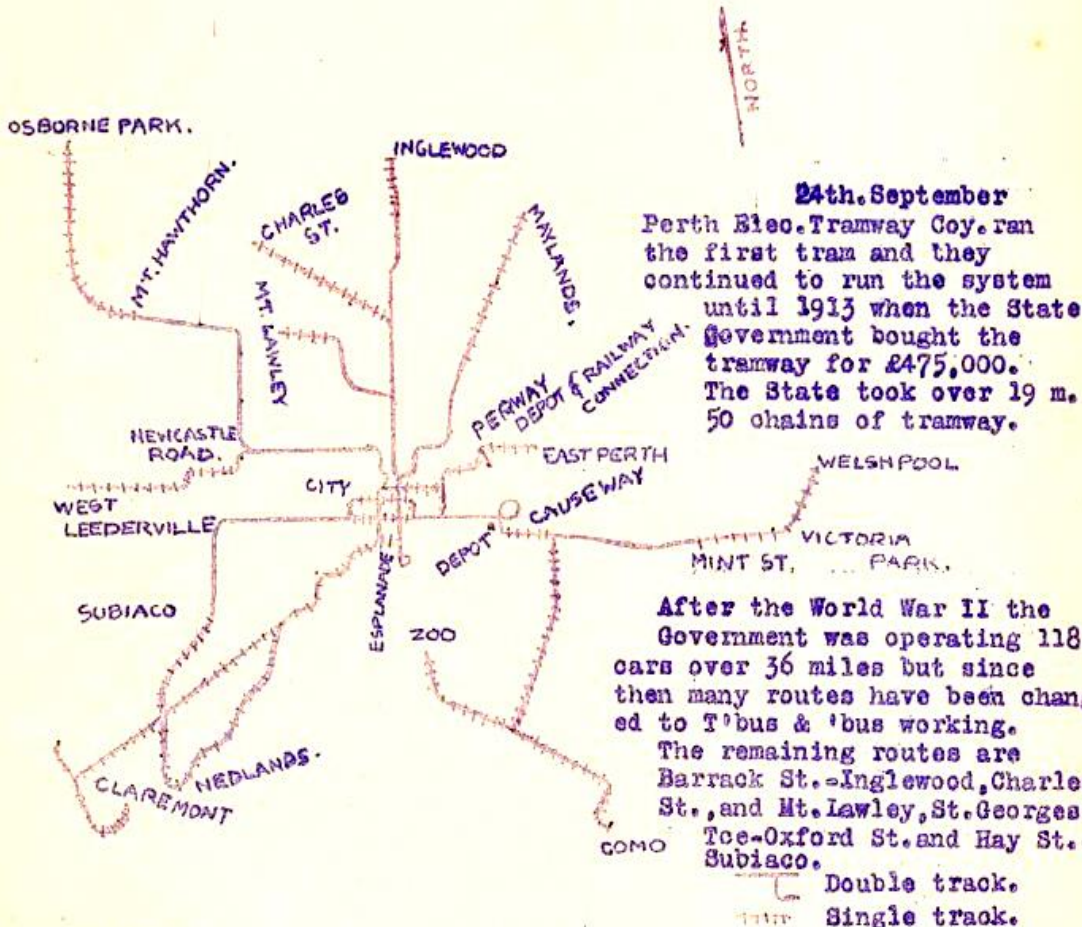 NORTH.
OSBORNE PARK.
MT. HAWTHORN.
CHARLES
ST.
INGLEWOOD
MAYLANDS.
MT. LAWLEY
PERWAY
DEPOT & RAILWAY
CONNECTION.
NEWCASTLE
ROAD.
WEST
LEEDERVILLE
CITY
EAST PERTH
CAUSEWAY
DEPOT
WELSHPOOL
VICTORIA
PARK.
MINT ST.
ESPLANADE
SUBIACO
ZOO
CLAREMONT
NEDLANDS.
COMO
24th. September
Perth Elec. Tramway Coy. ran
the first tram and they
continued to run the system
until 1913 when the State
Government bought the
tramway for £475,000.
The State took over 19 m.
50 chains of tramway.
After the World War II the
Government was operating 118
cars over 36 miles but since
then many routes have been chan
ed to T'bus & 'bus working.
The remaining routes are
Barrack St.-Inglewood, Charle
St., and Mt. Lawley, St. Georges
Tce-Oxford St. and Hay St.
Subiaco.
Double track.
Single track.